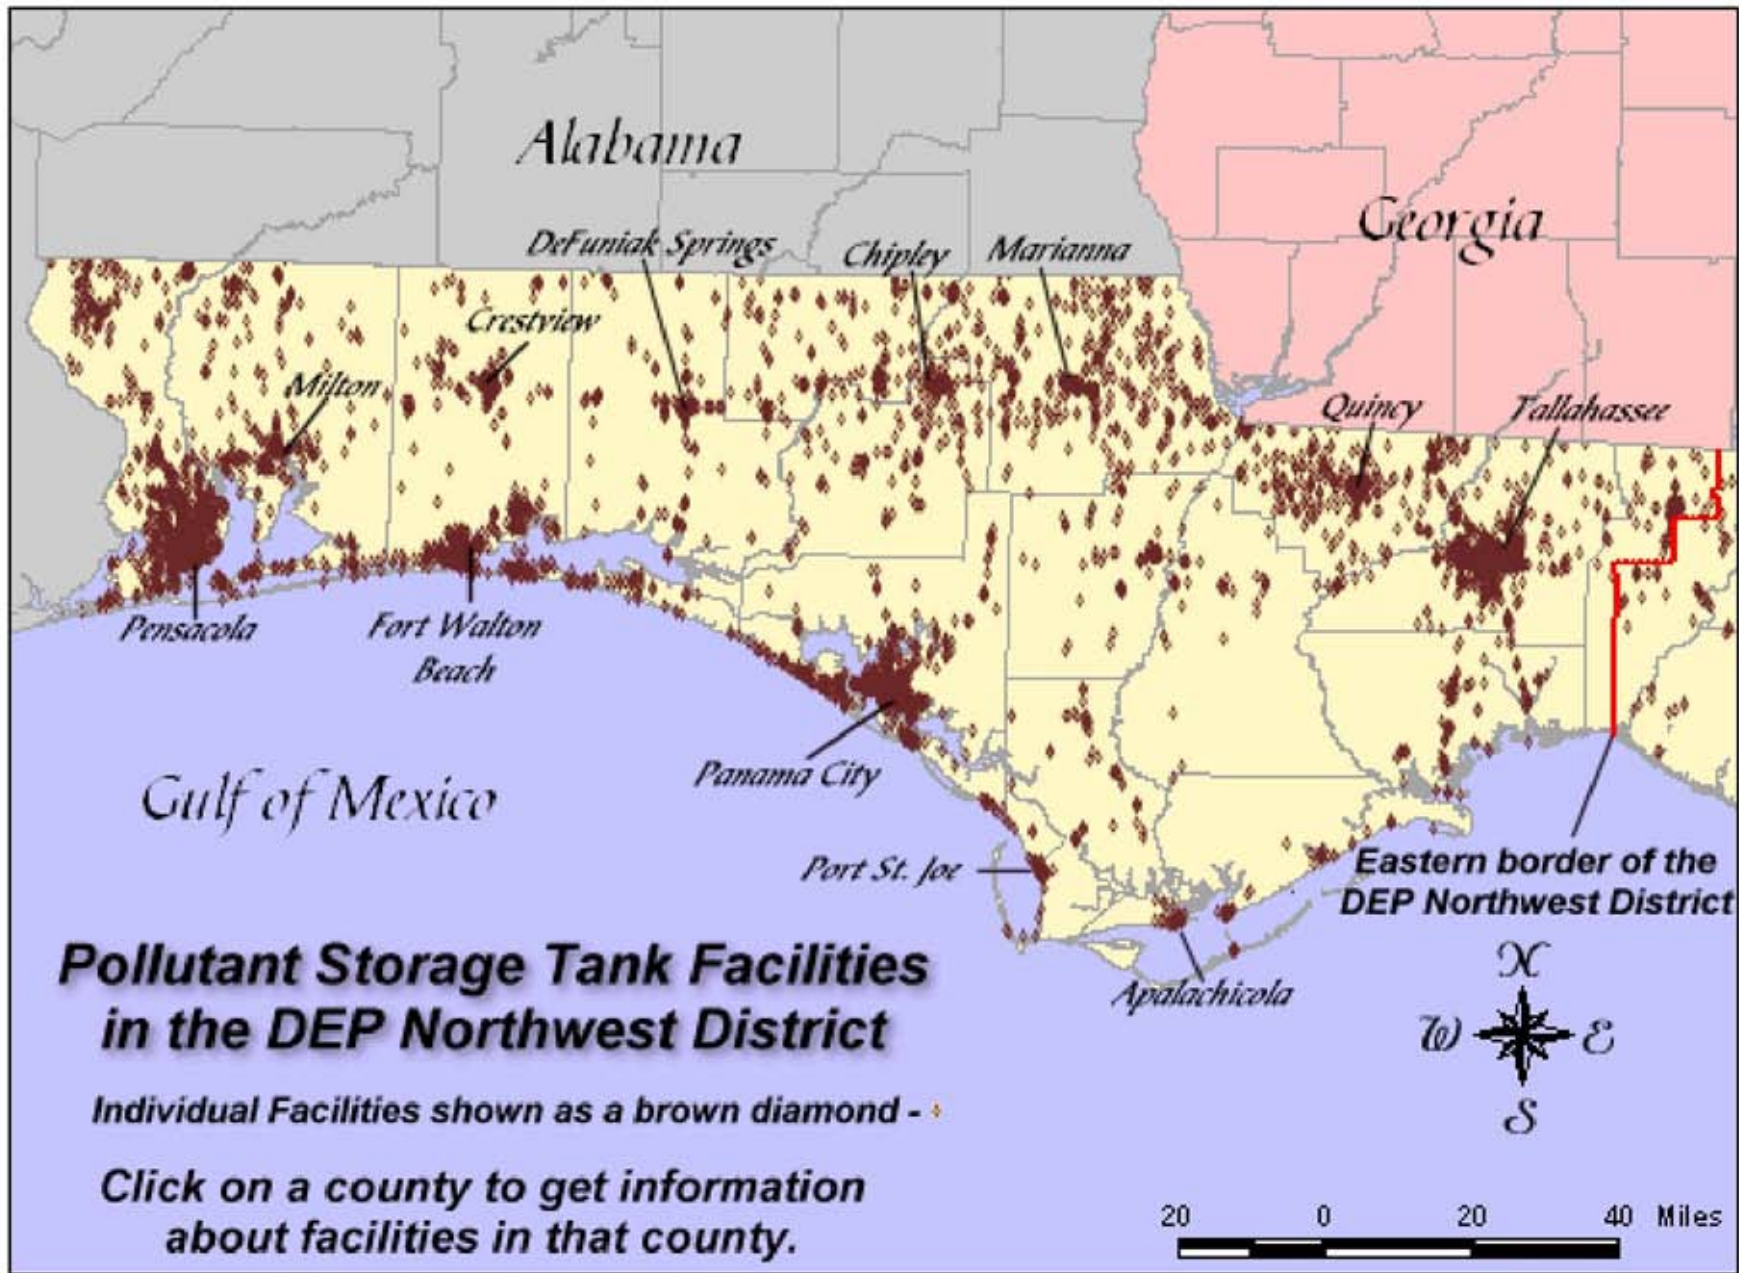 Alabama
Georgia
DeFuniak Springs
Chipley
Marianna
Crestview
Milton
Quincy
Tallahassee
Pensacola
Fort Walton
Beach
Panama City
Gulf of Mexico
Port St. Joe
Apalachicola
Eastern border of the
DEP Northwest District
Pollutant Storage Tank Facilities
in the DEP Northwest District
Individual Facilities shown as a brown diamond -
Click on a county to get information
about facilities in that county.
N
W E
S
20 0 20 40 Miles